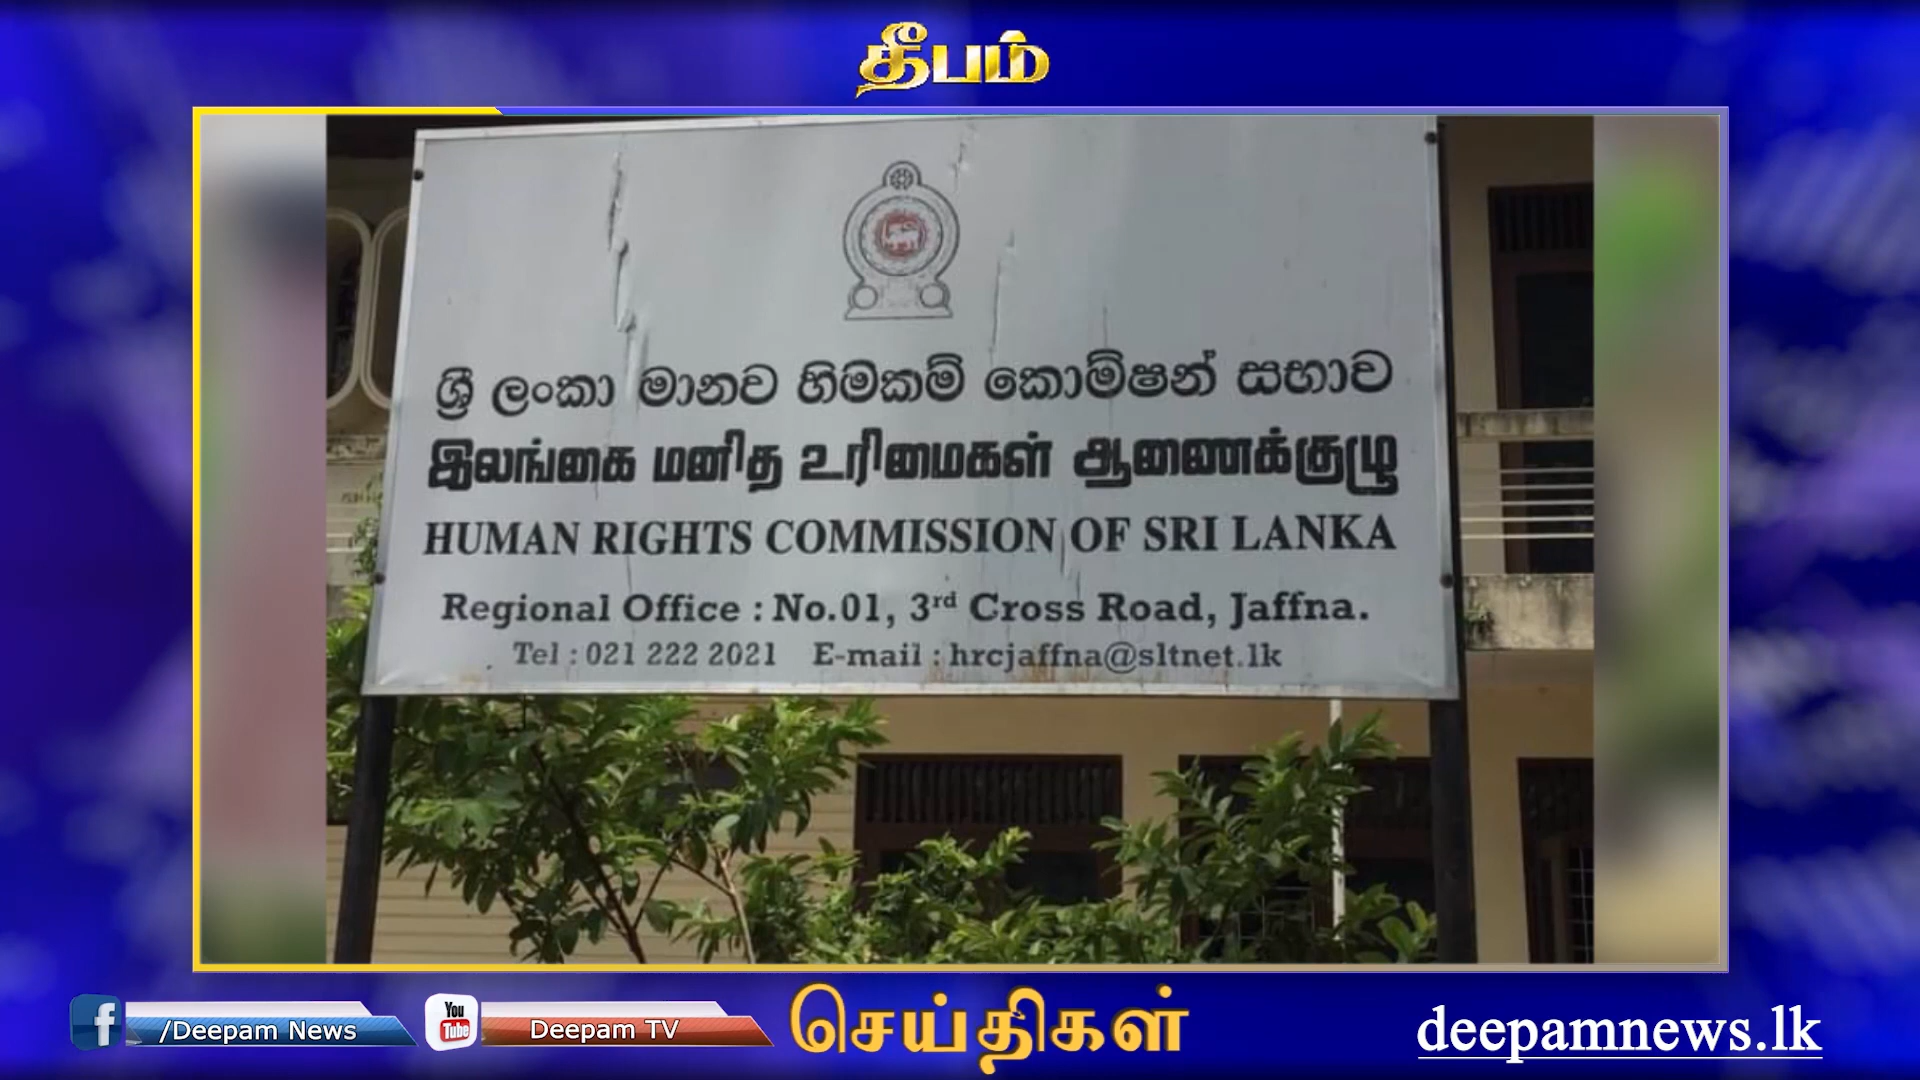 தீபம்
ශ්‍රී ලංකා මානව හිමිකම් කොමිෂන් සභාව
இலங்கை மனித உரிமைகள் ஆணைக்குழு
HUMAN RIGHTS COMMISSION OF SRI LANKA
Regional Office : No.01, 3rd Cross Road, Jaffna.
Tel : 021 222 2021 E-mail : hrcjaffna@sltnet.lk
/Deepam News
You Tube
Deepam TV
செய்திகள்
deepamnews.lk